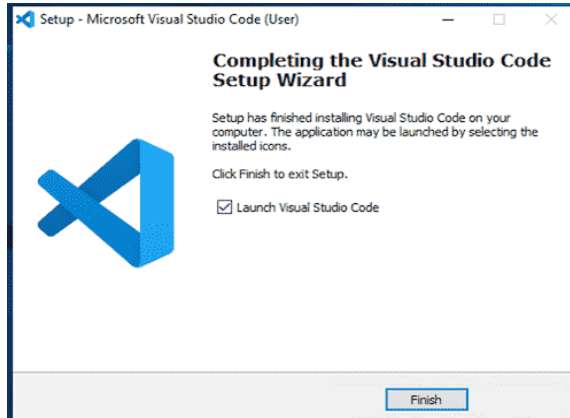 Setup - Microsoft Visual Studio Code (User)
Completing the Visual Studio Code
Setup Wizard
Setup has finished installing Visual Studio Code on your
computer. The application may be launched by selecting the
installed icons.
Click Finish to exit Setup.
Launch Visual Studio Code
Finish